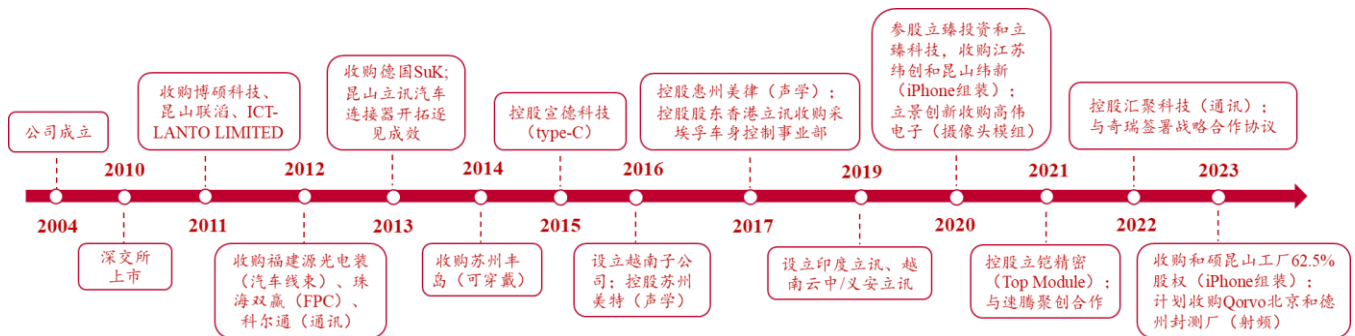 公司成立
2004
2010
深交所
上市
收购博硕科技、
昆山联滔、ICT-
LANTO LIMITED
2011
2012
收购福建源光电装
（汽车线束）、珠
海双赢（FPC）、
科尔通（通讯）
收购德国SuK;
昆山立讯汽车
连接器开拓逐
见成效
2013
2014
收购苏州丰
岛（可穿戴）
控股宣德科技
（type-C）
2015
2016
设立越南子公
司；控股苏州
美特（声学）
控股惠州美律（声学）；
控股股东香港立讯收购采
埃孚车身控制事业部
2017
2019
设立印度立讯、越
南云中/义安立讯
参股立臻投资和立
臻科技，收购江苏
纬创和昆山纬新
（iPhone组装）；
立景创新收购高伟
电子（摄像头模组）
2020
2021
控股立铠精密
（Top Module）；
与速腾聚创合作
控股汇聚科技（通讯）；
与奇瑞签署战略合作协议
2022
2023
收购和硕昆山工厂62.5%
股权（iPhone组装）；
计划收购Qorvo北京和德
州封测厂（射频）